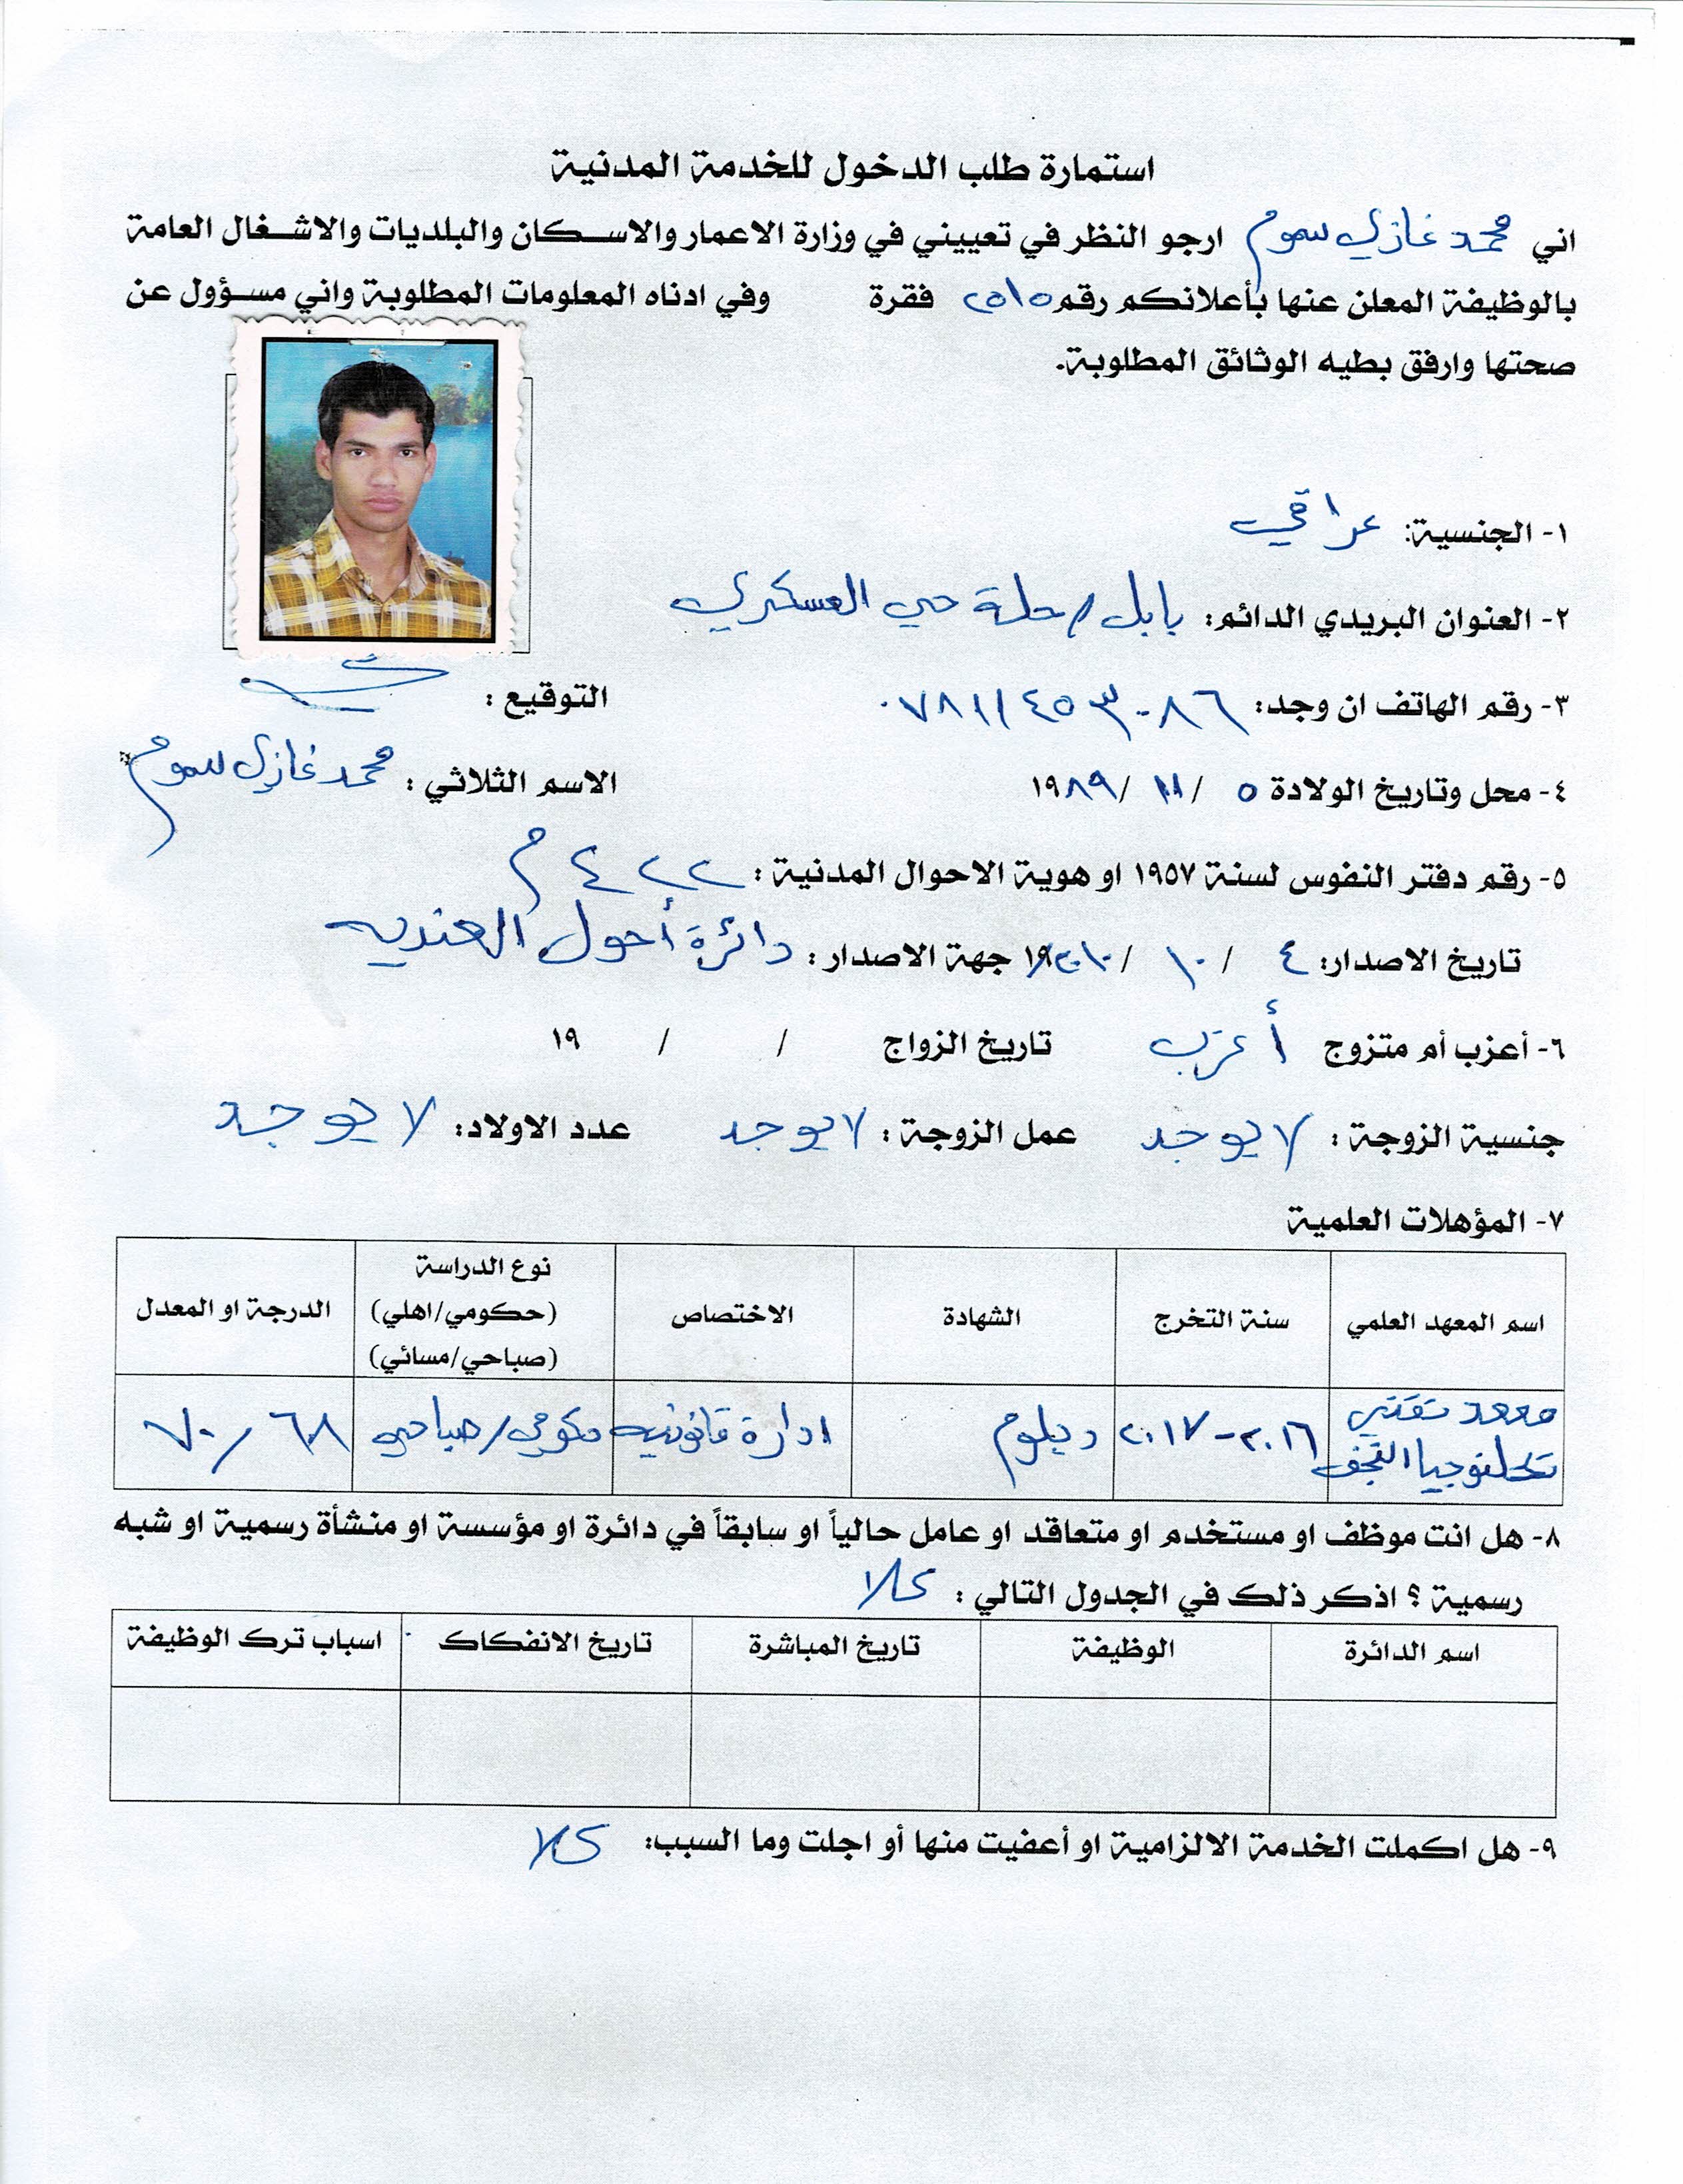 استمارة طلب الدخول للخدمة المدنية
اني محمد غازي سموم ارجو النظر في تعييني في وزارة الاعمار والاسكان والبلديات والاشغال العامة
بالوظيفة المعلن عنها بأعلانكم رقم فقرة وفي ادناه المعلومات المطلوبة واني مسؤول عن
صحتها وارفق بطيه الوثائق المطلوبة.
١- الجنسية: عراقي
٢- العنوان البريدي الدائم: بابل / حلة حي العسكري
٣- رقم الهاتف ان وجد: ٠٧٨١١٤٥٣٠٨٦
التوقيع :
٤- محل وتاريخ الولادة ٥ / ١١ / ١٩٨٩
الاسم الثلاثي : محمد غازي سموم
٥- رقم دفتر النفوس لسنة ١٩٥٧ او هوية الاحوال المدنية : ٤٢٢ م
تاريخ الاصدار: ٤ / ١٠ / ٢٠١٠ جهة الاصدار : دائرة أحول الهنديه
٦- أعزب أم متزوج أعزب تاريخ الزواج / / ١٩
جنسية الزوجة : لا يوجد عمل الزوجة : لا يوجد عدد الاولاد: لا يوجد
٧- المؤهلات العلمية
اسم المعهد العلمي سنة التخرج الشهادة الاختصاص نوع الدراسة (حكومي/اهلي) (صباحي/مسائي) الدرجة او المعدل
معهد تقني تكلنوجيا النجف ٢٠١٦-٢٠١٧ دبلوم ادارة قانونيه حكومي/صباحي ٦٨/٧٠
٨- هل انت موظف او مستخدم او متعاقد او عامل حالياً او سابقاً في دائرة او مؤسسة او منشأة رسمية او شبه
رسمية ؟ اذكر ذلك في الجدول التالي : كلا
اسم الدائرة الوظيفة تاريخ المباشرة تاريخ الانفكاك اسباب ترك الوظيفة
٩- هل اكملت الخدمة الالزامية او أعفيت منها أو اجلت وما السبب: كلا